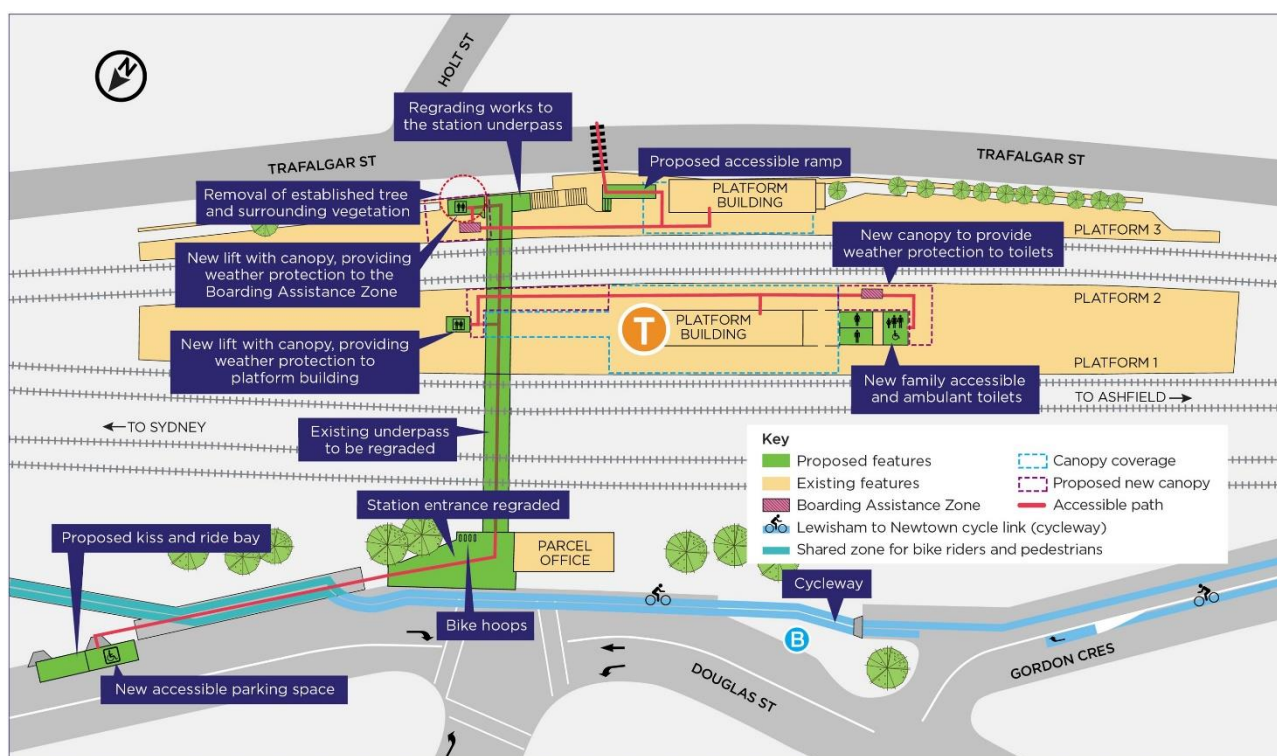 N
HOLT ST
Regrading works to
the station underpass
TRAFALGAR ST
Proposed accessible ramp
TRAFALGAR ST
Removal of established tree
and surrounding vegetation
PLATFORM
BUILDING
PLATFORM 3
New canopy to provide
weather protection to toilets
New lift with canopy, providing
weather protection to the
Boarding Assistance Zone
PLATFORM 2
T
PLATFORM
BUILDING
New lift with canopy, providing
weather protection to
platform building
PLATFORM 1
New family accessible
and ambulant toilets
TO ASHFIELD
TO SYDNEY
Existing underpass
to be regraded
Key
Proposed features
Existing features
Boarding Assistance Zone
Lewisham to Newtown cycle link (cycleway)
Shared zone for bike riders and pedestrians
Canopy coverage
Proposed new canopy
Accessible path
Station entrance regraded
Proposed kiss and ride bay
PARCEL
OFFICE
Cycleway
Bike hoops
B
GORDON CRES
DOUGLAS ST
New accessible parking space